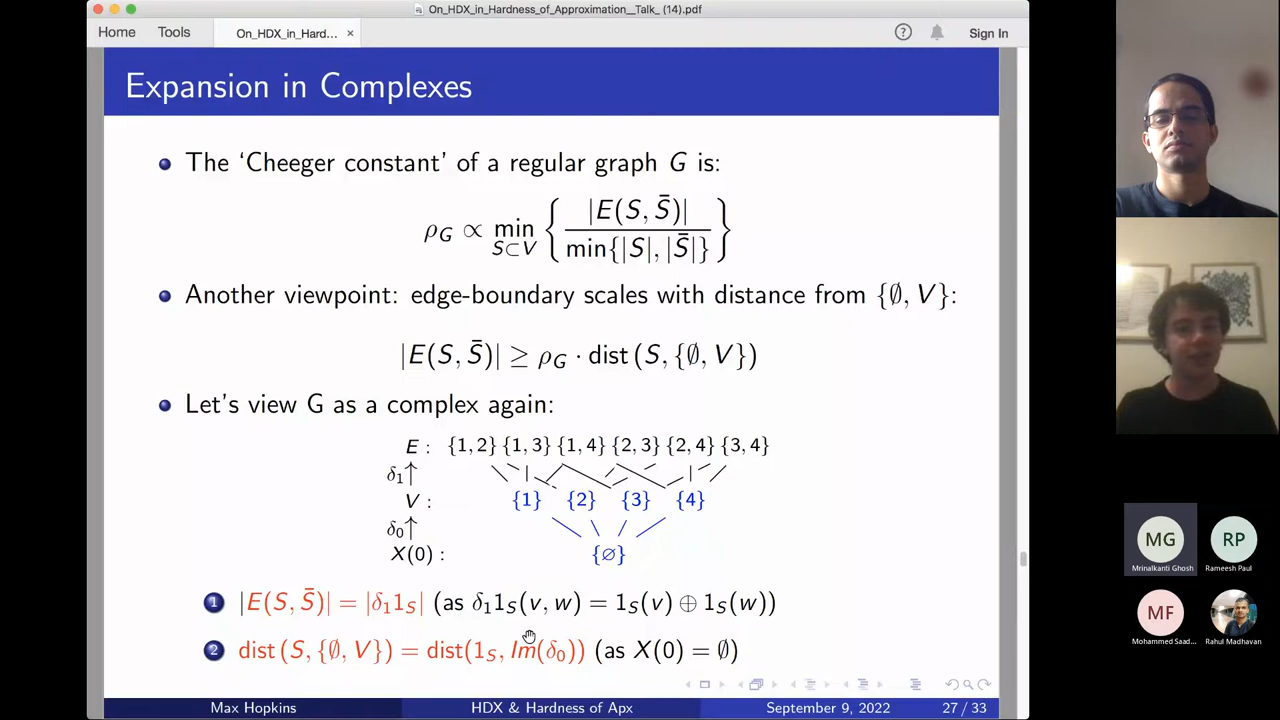 On_HDX_in_Hardness_of_Approximation__Talk_ (14).pdf
Home Tools On_HDX_in_Hard... × Sign In
Expansion in Complexes
The ‘Cheeger constant’ of a regular graph G is:
ρ_G ∝ min_{S⊂V} { |E(S, S̄)| / min{|S|, |S̄|} }
Another viewpoint: edge-boundary scales with distance from {∅, V}:
|E(S, S̄)| ≥ ρ_G · dist (S, {∅, V})
Let's view G as a complex again:
E : {1, 2} {1, 3} {1, 4} {2, 3} {2, 4} {3, 4}
δ₁↑
V : {1} {2} {3} {4}
δ₀↑
X(0) : {∅}
1 |E(S, S̄)| = |δ₁1_S| (as δ₁1_S(v, w) = 1_S(v) ⊕ 1_S(w))
2 dist (S, {∅, V}) = dist(1_S, Im(δ₀)) (as X(0) = ∅)
Max Hopkins HDX & Hardness of Apx September 9, 2022 27 / 33
MG RP
Mrinalkanti Ghosh Rameesh Paul
MF
Mohammed Saad... Rahul Madhavan